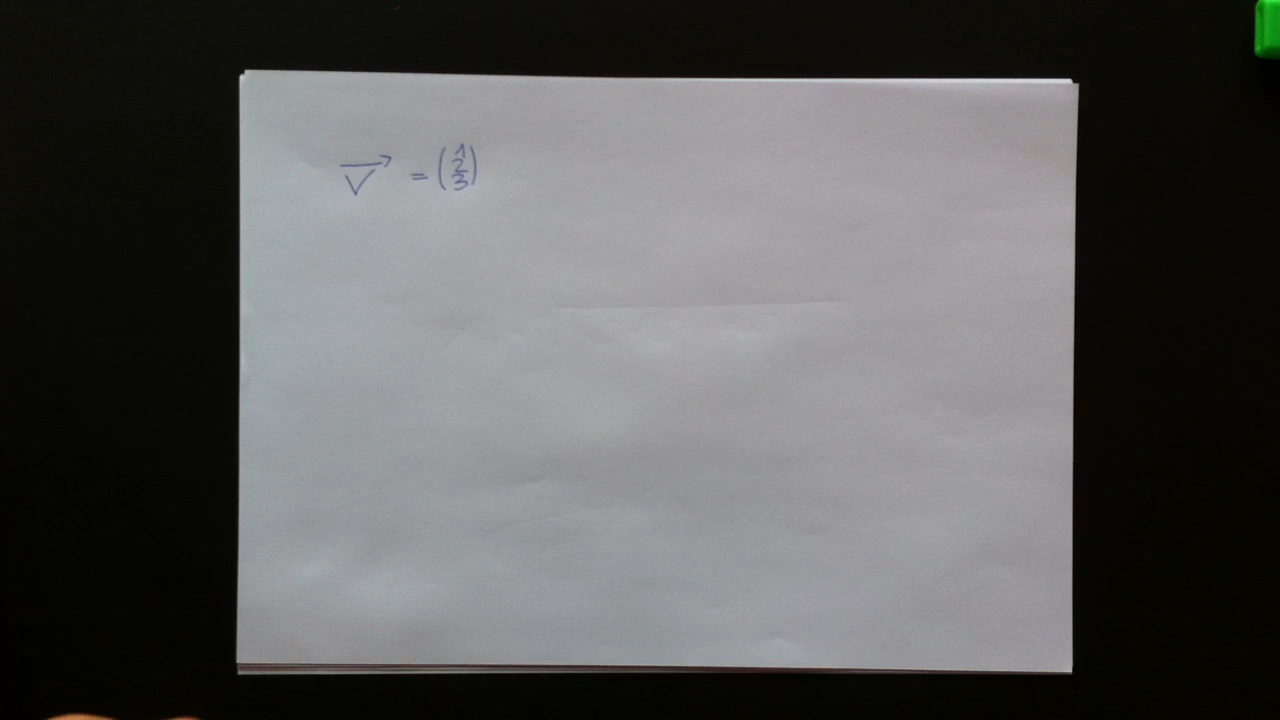 v⃗ = (1
2
3)